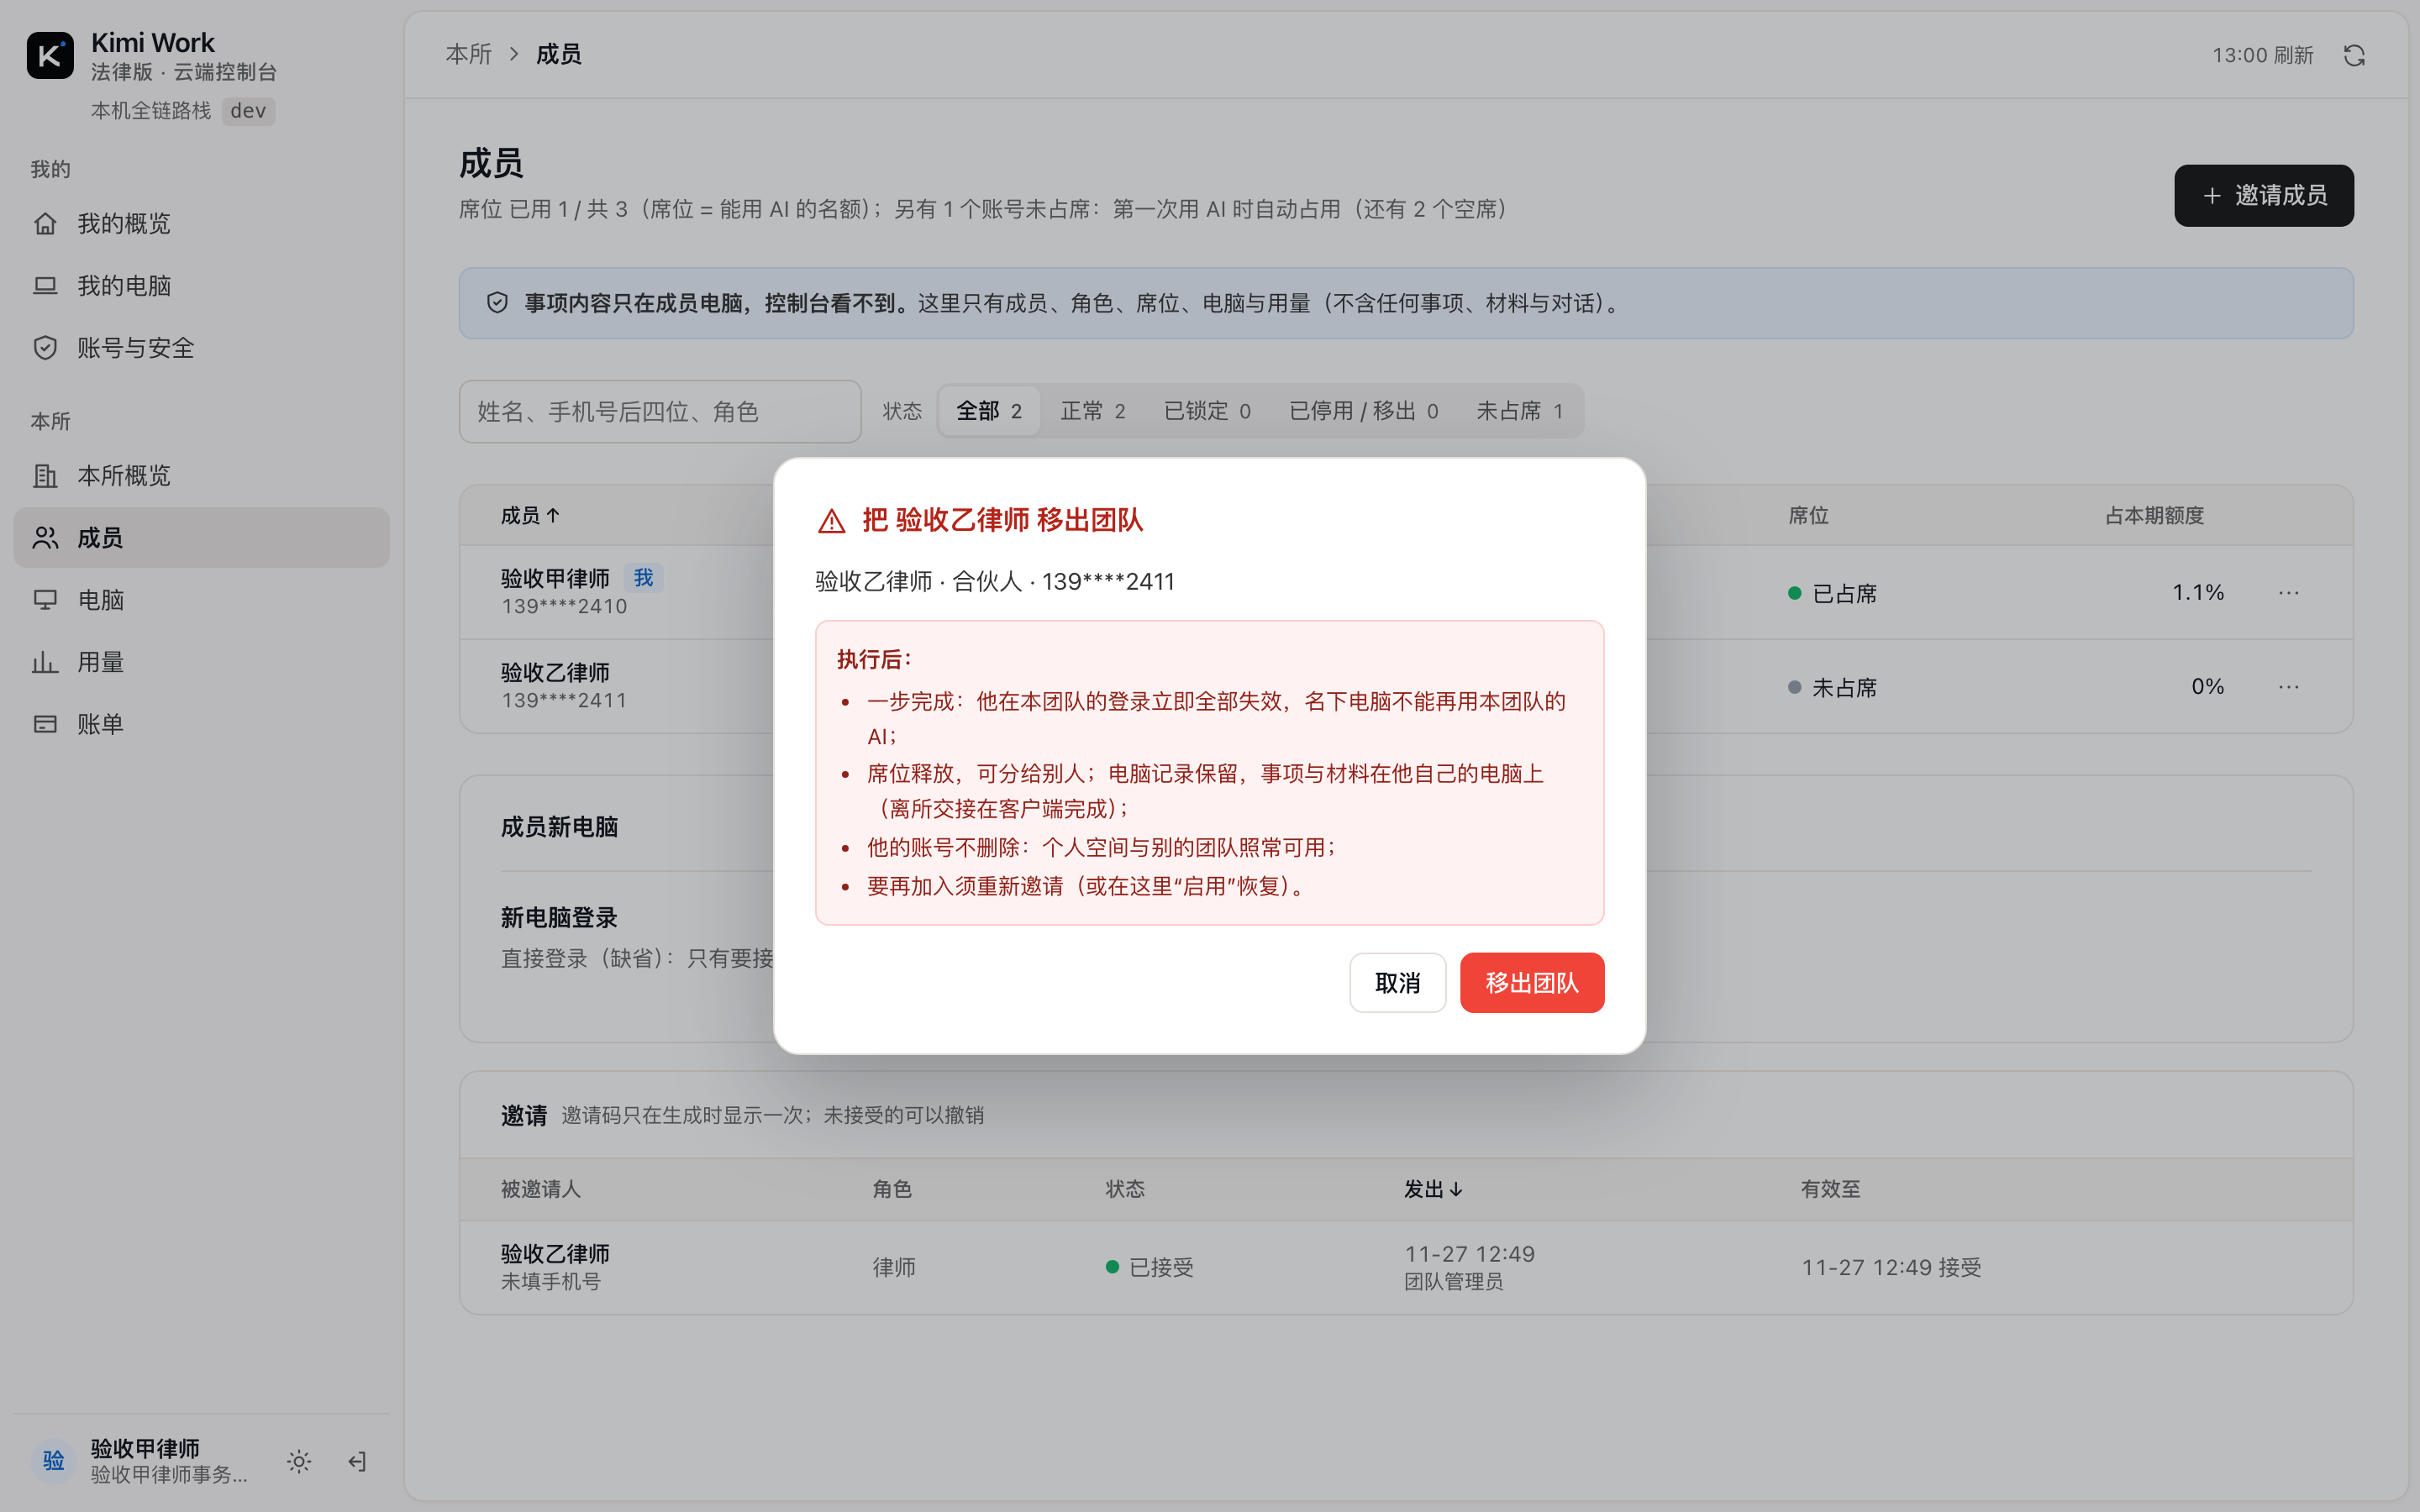 Kimi Work
法律版 · 云端控制台
本机全链路栈 dev
我的
我的概览
我的电脑
账号与安全
本所
本所概览
成员
电脑
用量
账单
验
验收甲律师
验收甲律师事务...
本所 > 成员
13:00 刷新
成员
席位 已用 1 / 共 3（席位 = 能用 AI 的名额）；另有 1 个账号未占席：第一次用 AI 时自动占用（还有 2 个空席）
+ 邀请成员
事项内容只在成员电脑，控制台看不到。这里只有成员、角色、席位、电脑与用量（不含任何事项、材料与对话）。
姓名、手机号后四位、角色
状态 全部 2 正常 2 已锁定 0 已停用 / 移出 0 未占席 1
成员 ↑ 席位 占本期额度
验收甲律师 我
139****2410
已占席 1.1% ···
验收乙律师
139****2411
未占席 0% ···
把 验收乙律师 移出团队
验收乙律师 · 合伙人 · 139****2411
执行后：
• 一步完成：他在本团队的登录立即全部失效，名下电脑不能再用本团队的
AI；
• 席位释放，可分给别人；电脑记录保留，事项与材料在他自己的电脑上
（离所交接在客户端完成）；
• 他的账号不删除：个人空间与别的团队照常可用；
• 要再加入须重新邀请（或在这里“启用”恢复）。
取消 移出团队
成员新电脑
新电脑登录
直接登录（缺省）：只有要接
邀请 邀请码只在生成时显示一次；未接受的可以撤销
被邀请人 角色 状态 发出 ↓ 有效至
验收乙律师
未填手机号
律师 已接受
11-27 12:49
团队管理员
11-27 12:49 接受